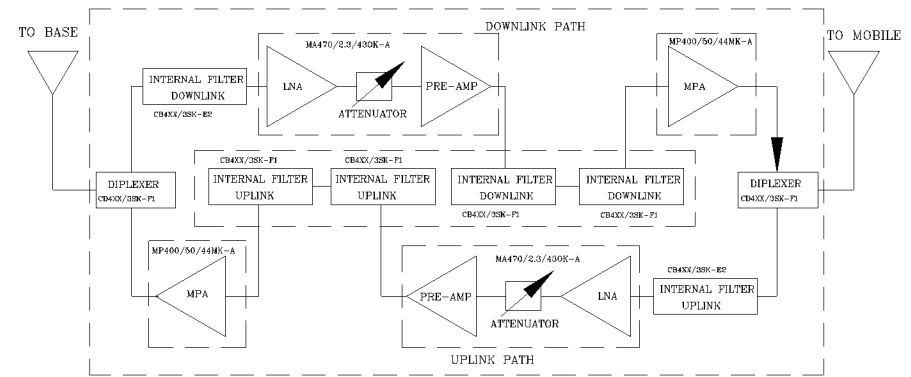 DOWNLINK PATH
TO BASE
TO MOBILE
MA470/2.3/430K-A
MP400/50/44MK-A
INTERNAL FILTER
DOWNLINK
CB4XX/3SK-E2
LNA
ATTENUATOR
PRE-AMP
MPA
CB4XX/3SK-F1
CB4XX/3SK-F1
DIPLEXER
CD4XX/3SK-F1
INTERNAL FILTER
UPLINK
INTERNAL FILTER
UPLINK
INTERNAL FILTER
DOWNLINK
CB4XX/3SK-F1
INTERNAL FILTER
DOWNLINK
CB4XX/3SK-F1
DIPLEXER
CD4XX/3SK-F1
MP400/50/44MK-A
MPA
MA470/2.3/430K-A
PRE-AMP
ATTENUATOR
LNA
CB4XX/3SK-E2
INTERNAL FILTER
UPLINK
UPLINK PATH